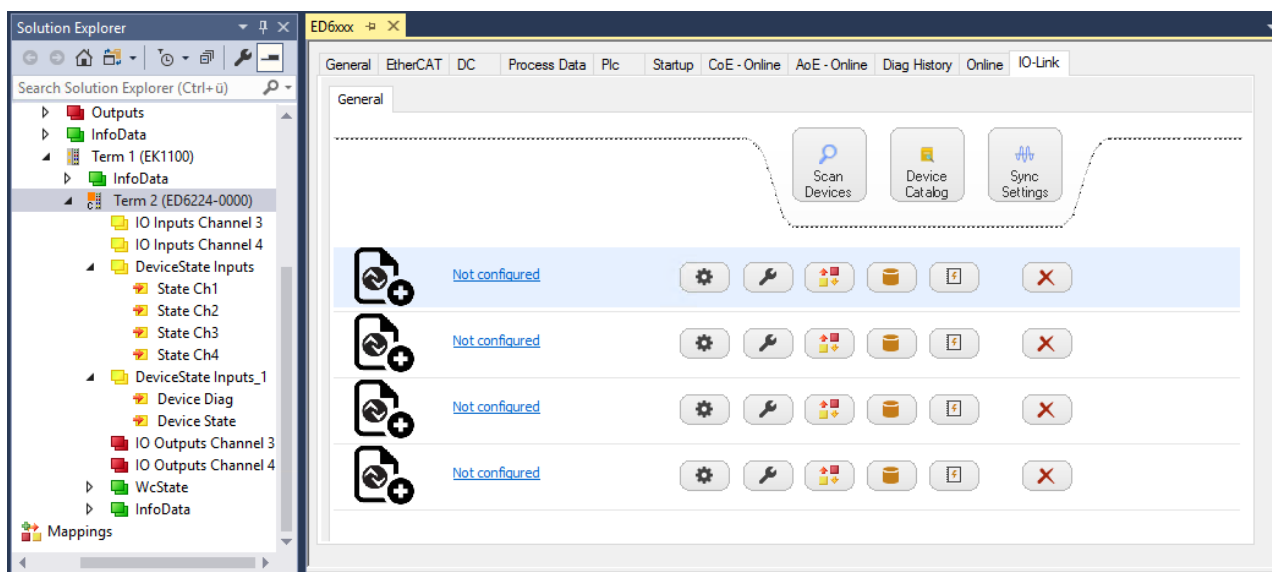 Solution Explorer
Search Solution Explorer (Ctrl+ü)
Outputs
InfoData
Term 1 (EK1100)
InfoData
Term 2 (ED6224-0000)
IO Inputs Channel 3
IO Inputs Channel 4
DeviceState Inputs
State Ch1
State Ch2
State Ch3
State Ch4
DeviceState Inputs_1
Device Diag
Device State
IO Outputs Channel 3
IO Outputs Channel 4
WcState
InfoData
Mappings
ED6xxx
General EtherCAT DC Process Data Plc Startup CoE - Online AoE - Online Diag History Online IO-Link
General
Scan Devices
Device Catalog
Sync Settings
Not configured
Not configured
Not configured
Not configured